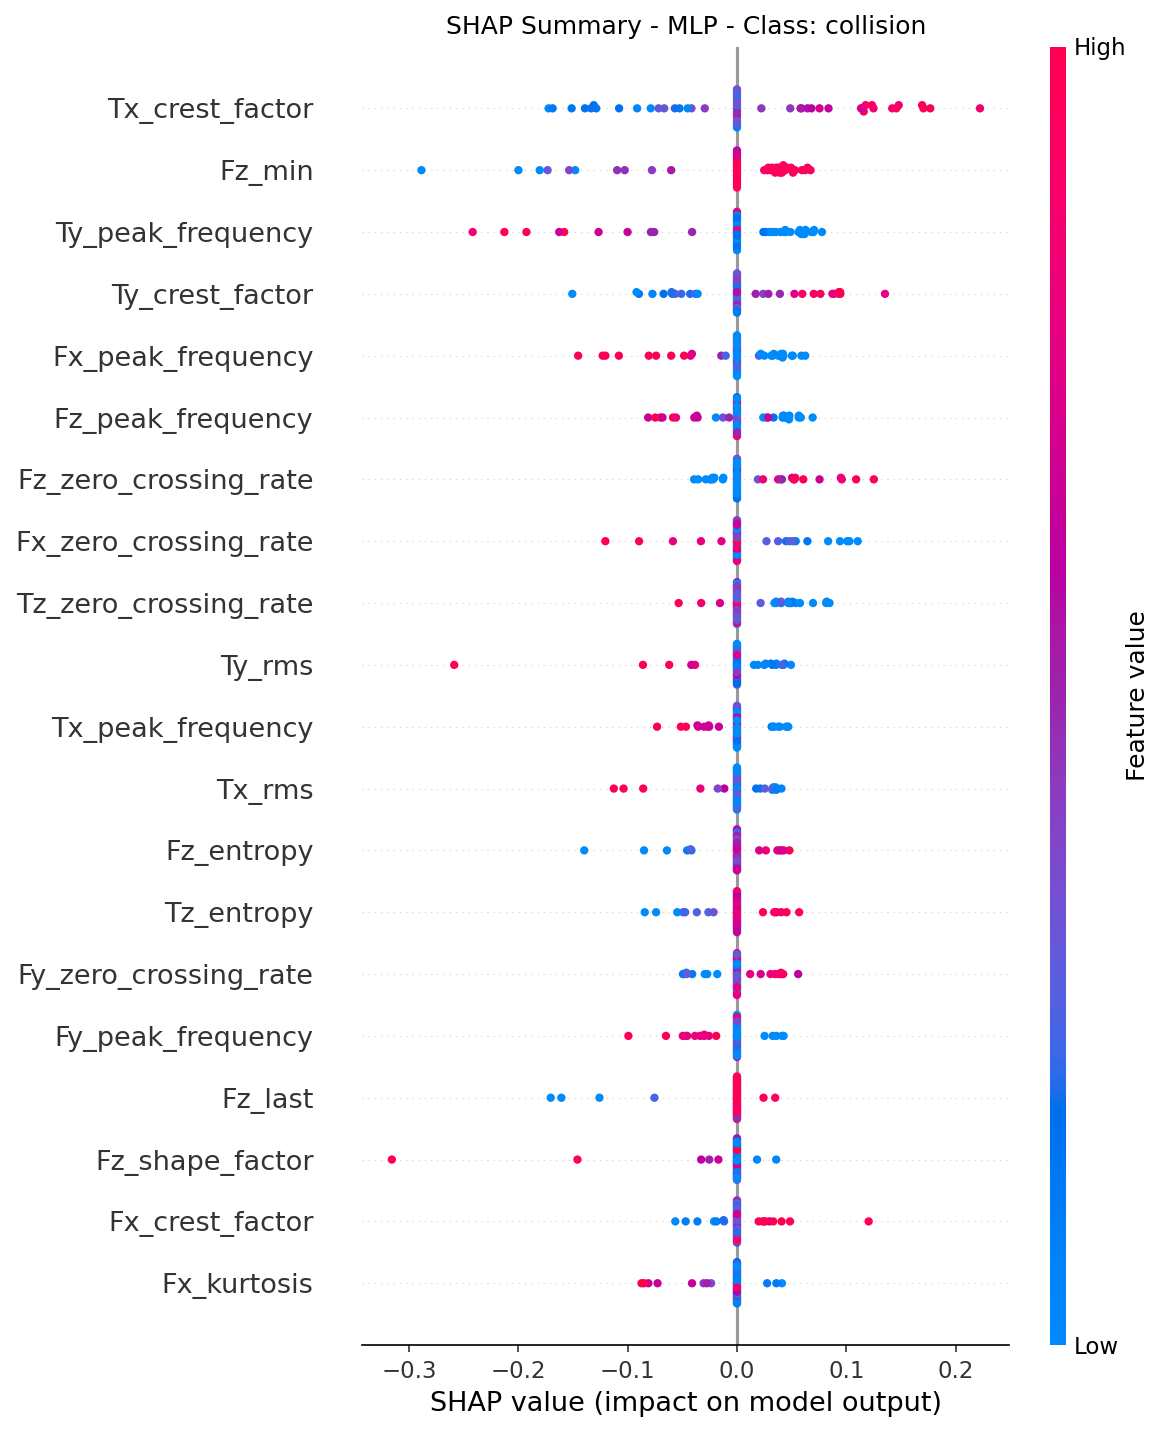 SHAP Summary - MLP - Class: collision
High
Tx_crest_factor
Fz_min
Ty_peak_frequency
Ty_crest_factor
Fx_peak_frequency
Fz_peak_frequency
Fz_zero_crossing_rate
Fx_zero_crossing_rate
Tz_zero_crossing_rate
Ty_rms
Tx_peak_frequency
Tx_rms
Fz_entropy
Tz_entropy
Fy_zero_crossing_rate
Fy_peak_frequency
Fz_last
Fz_shape_factor
Fx_crest_factor
Fx_kurtosis
Feature value
Low
−0.3 −0.2 −0.1 0.0 0.1 0.2
SHAP value (impact on model output)